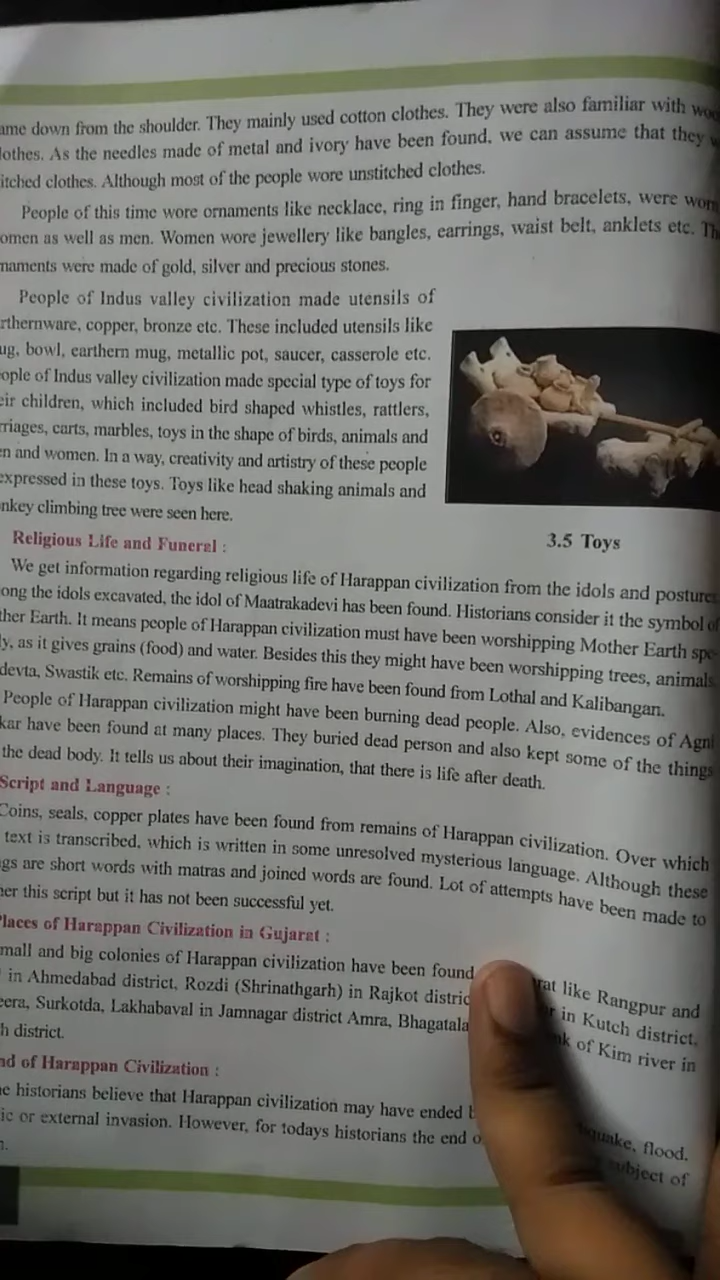 ame down from the shoulder. They mainly used cotton clothes. They were also familiar with
lothes. As the needles made of metal and ivory have been found, we can assume that they
itched clothes. Although most of the people wore unstitched clothes.
People of this time wore ornaments like necklace, ring in finger, hand bracelets, were
omen as well as men. Women wore jewellery like bangles, earrings, waist belt, anklets etc.
naments were made of gold, silver and precious stones.
People of Indus valley civilization made utensils of
rthernware, copper, bronze etc. These included utensils like
ug, bowl, earthern mug, metallic pot, saucer, casserole etc.
ople of Indus valley civilization made special type of toys for
eir children, which included bird shaped whistles, rattlers,
rriages, carts, marbles, toys in the shape of birds, animals and
en and women. In a way, creativity and artistry of these people
expressed in these toys. Toys like head shaking animals and
nkey climbing tree were seen here.
3.5 Toys
Religious Life and Funeral :
We get information regarding religious life of Harappan civilization from the idols and postures
ong the idols excavated, the idol of Maatrakadevi has been found. Historians consider it the symbol of
ther Earth. It means people of Harappan civilization must have been worshipping Mother Earth spe-
ly, as it gives grains (food) and water. Besides this they might have been worshipping trees, animals,
devta, Swastik etc. Remains of worshipping fire have been found from Lothal and Kalibangan.
People of Harappan civilization might have been burning dead people. Also, evidences of Agni
kar have been found at many places. They buried dead person and also kept some of the things
the dead body. It tells us about their imagination, that there is life after death.
Script and Language :
Coins, seals, copper plates have been found from remains of Harappan civilization. Over which
text is transcribed, which is written in some unresolved mysterious language. Although these
gs are short words with matras and joined words are found. Lot of attempts have been made to
her this script but it has not been successful yet.
Places of Harappan Civilization in Gujarat :
mall and big colonies of Harappan civilization have been found rat like Rangpur and
in Ahmedabad district, Rozdi (Shrinathgarh) in Rajkot distric in Kutch district,
eera, Surkotda, Lakhabaval in Jamnagar district Amra, Bhagatala of Kim river in
h district.
nd of Harappan Civilization :
e historians believe that Harappan civilization may have ended quake, flood,
ic or external invasion. However, for todays historians the end subject of
n.